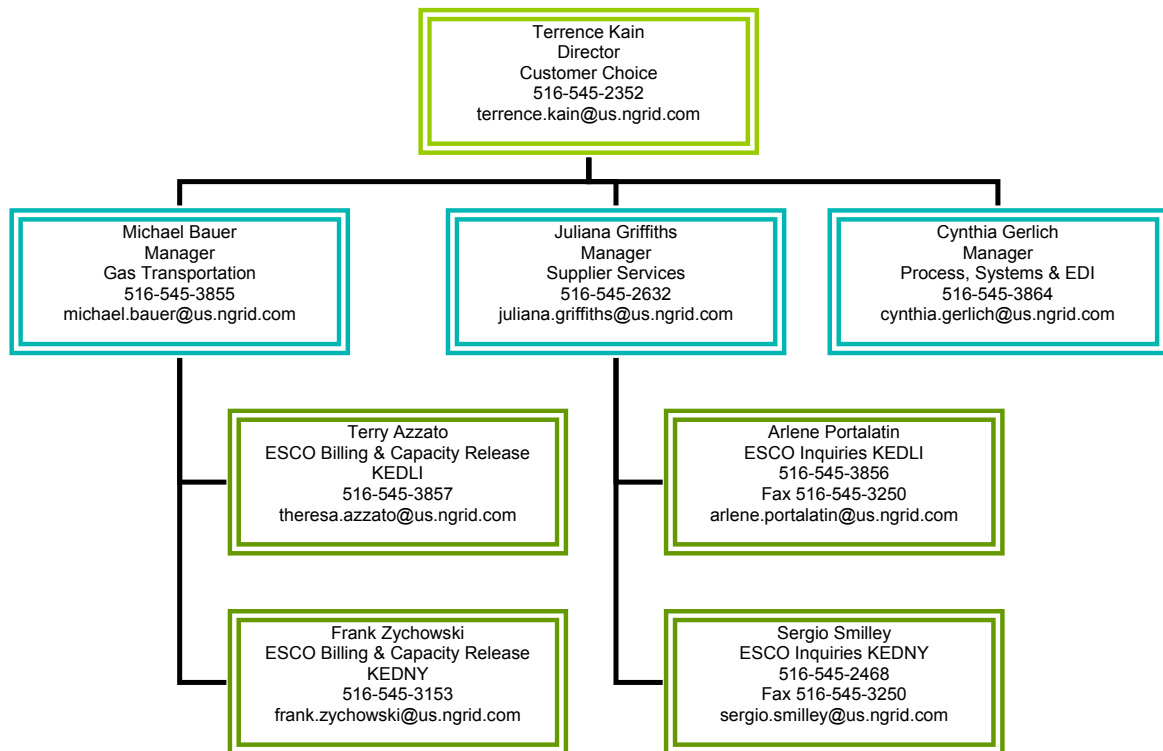 Terrence Kain
Director
Customer Choice
516-545-2352
terrence.kain@us.ngrid.com
Michael Bauer
Manager
Gas Transportation
516-545-3855
michael.bauer@us.ngrid.com
Juliana Griffiths
Manager
Supplier Services
516-545-2632
juliana.griffiths@us.ngrid.com
Cynthia Gerlich
Manager
Process, Systems & EDI
516-545-3864
cynthia.gerlich@us.ngrid.com
Terry Azzato
ESCO Billing & Capacity Release
KEDLI
516-545-3857
theresa.azzato@us.ngrid.com
Arlene Portalatin
ESCO Inquiries KEDLI
516-545-3856
Fax 516-545-3250
arlene.portalatin@us.ngrid.com
Frank Zychowski
ESCO Billing & Capacity Release
KEDNY
516-545-3153
frank.zychowski@us.ngrid.com
Sergio Smilley
ESCO Inquiries KEDNY
516-545-2468
Fax 516-545-3250
sergio.smilley@us.ngrid.com